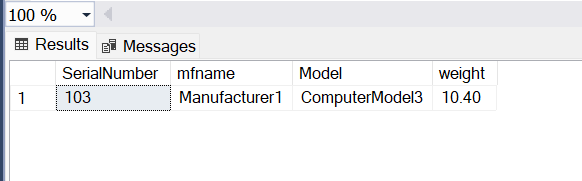 100 %
Results Messages
SerialNumber mfname Model weight
1 103 Manufacturer1 ComputerModel3 10.40